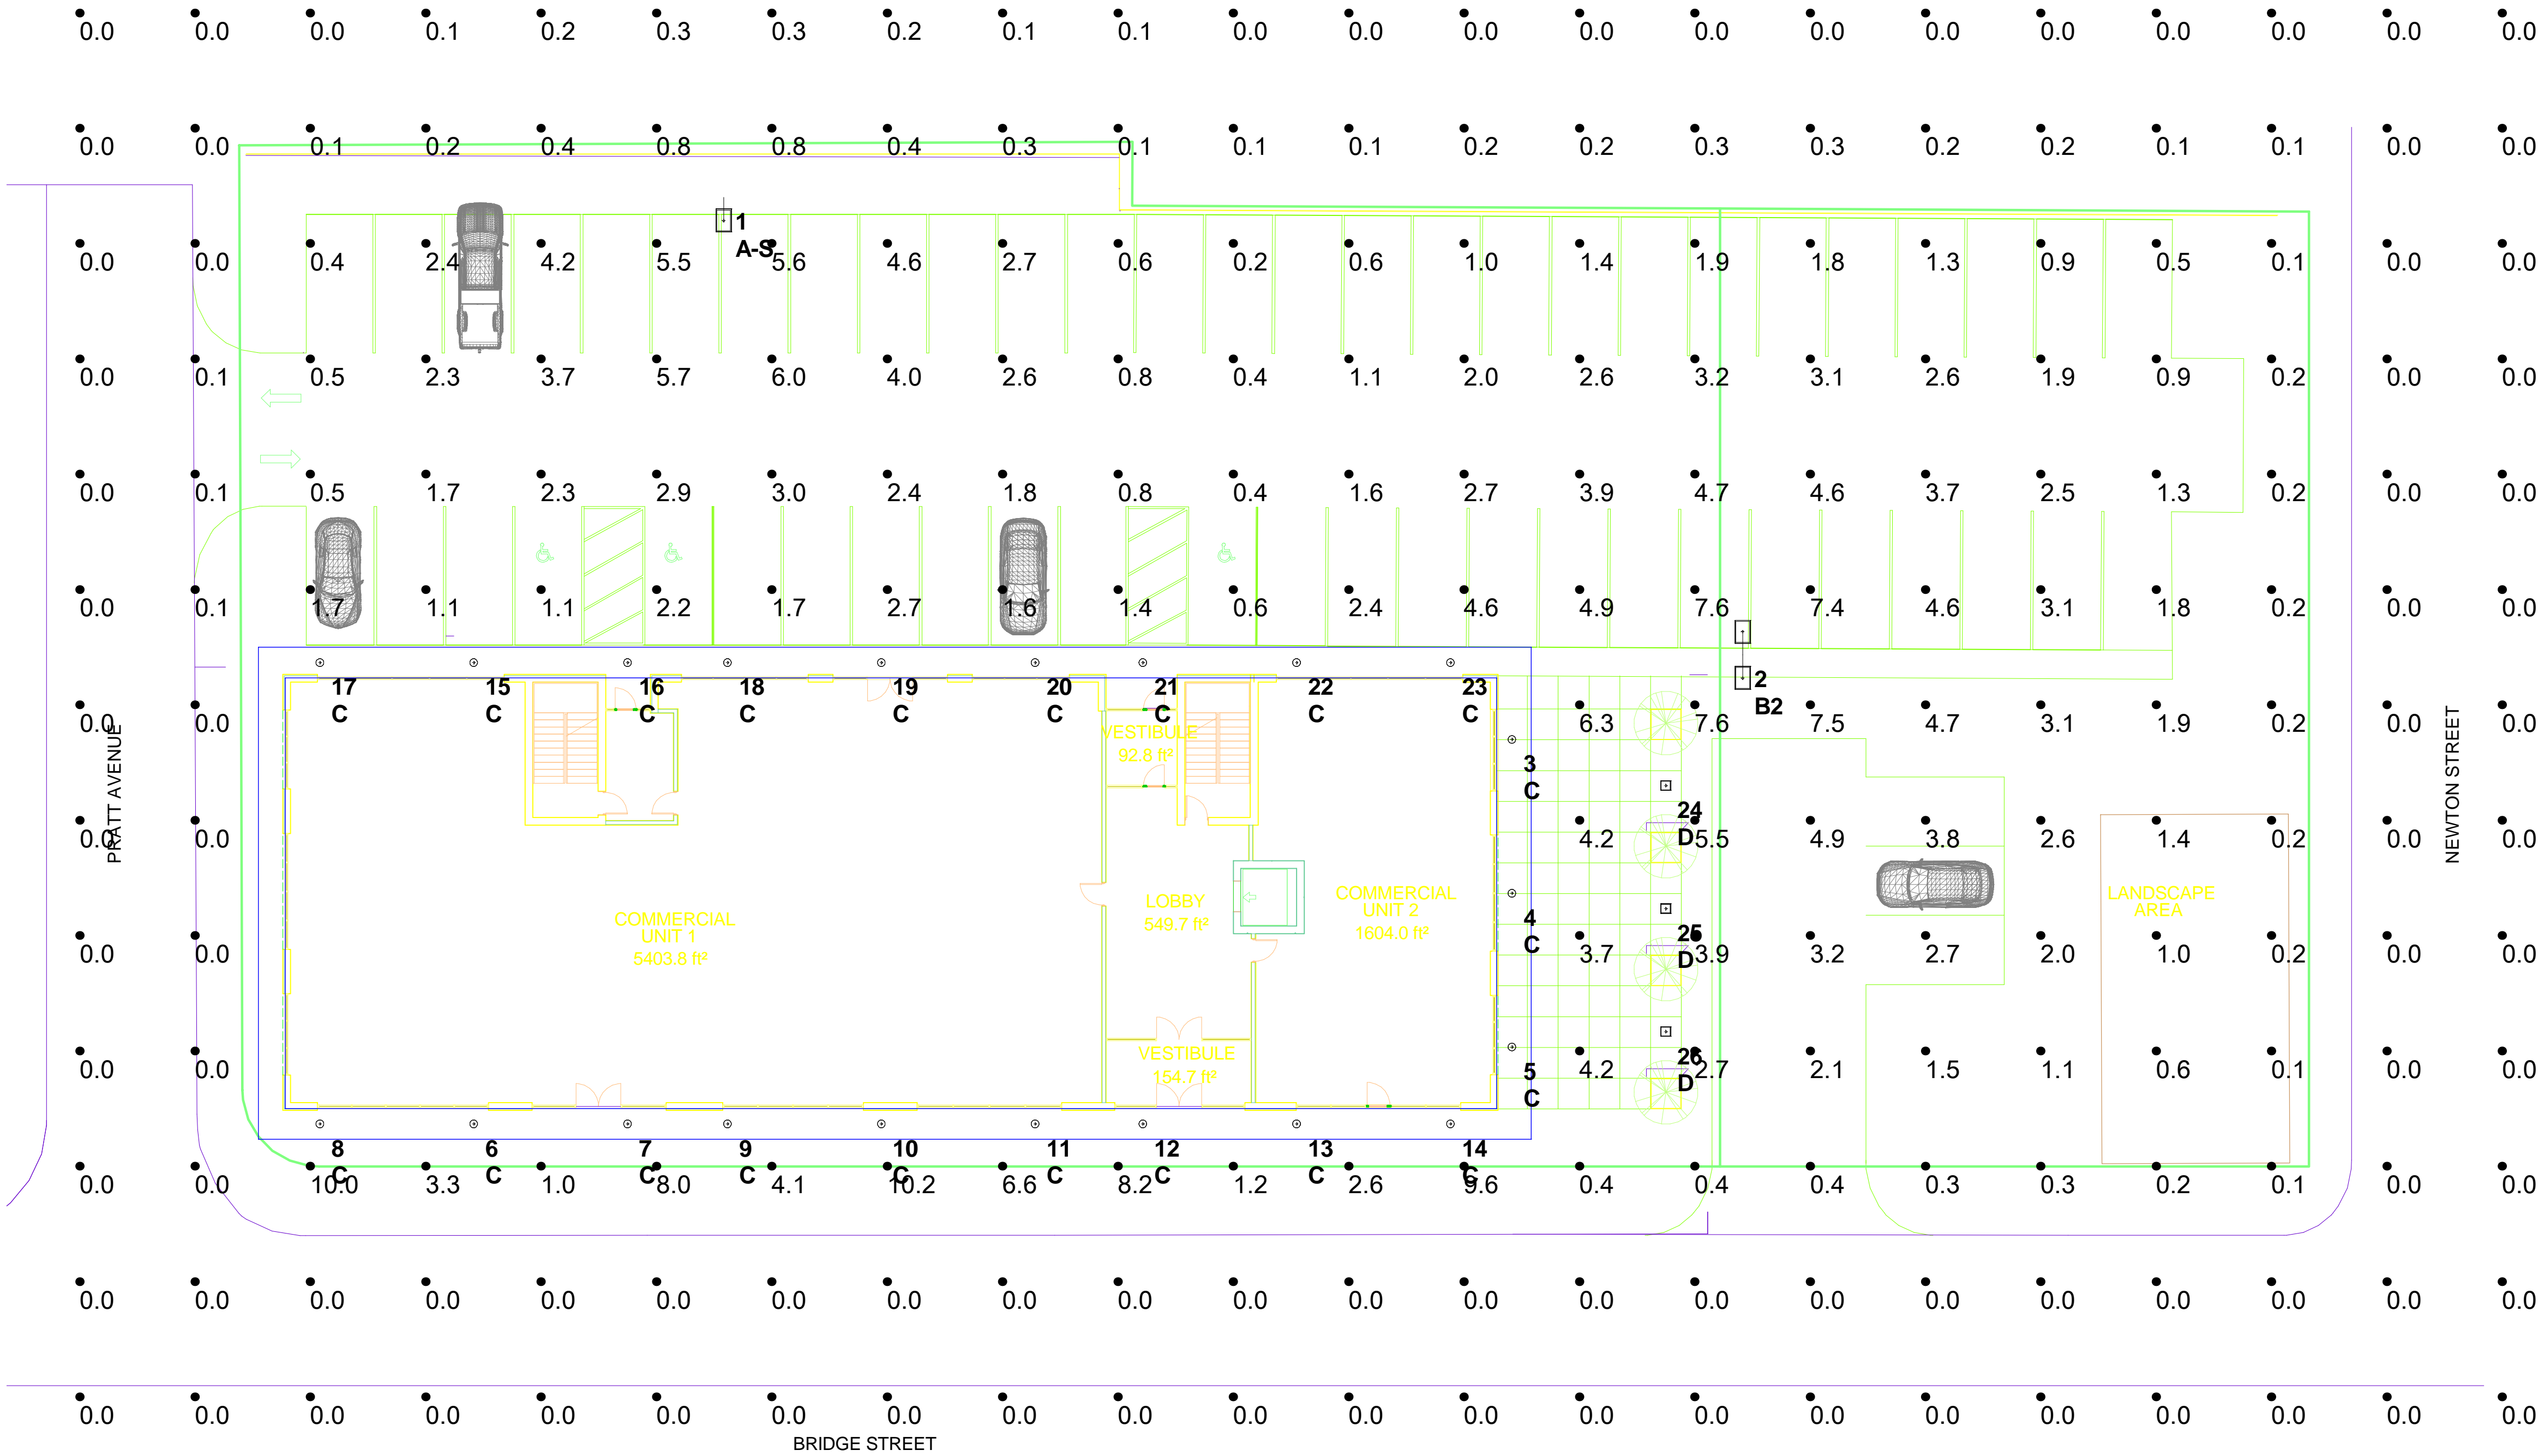 0.0 0.0 0.0 0.1 0.2 0.3 0.3 0.2 0.1 0.1 0.0 0.0 0.0 0.0 0.0 0.0 0.0 0.0 0.0 0.0 0.0 0.0
0.0 0.0 0.1 0.2 0.4 0.8 0.8 0.4 0.3 0.1 0.1 0.1 0.2 0.2 0.3 0.3 0.2 0.2 0.1 0.1 0.0 0.0
1
A-S
0.0 0.0 0.4 2.4 4.2 5.5 5.6 4.6 2.7 0.6 0.2 0.6 1.0 1.4 1.9 1.8 1.3 0.9 0.5 0.1 0.0 0.0
0.0 0.1 0.5 2.3 3.7 5.7 6.0 4.0 2.6 0.8 0.4 1.1 2.0 2.6 3.2 3.1 2.6 1.9 0.9 0.2 0.0 0.0
0.0 0.1 0.5 1.7 2.3 2.9 3.0 2.4 1.8 0.8 0.4 1.6 2.7 3.9 4.7 4.6 3.7 2.5 1.3 0.2 0.0 0.0
0.0 0.1 1.7 1.1 1.1 2.2 1.7 2.7 1.6 1.4 0.6 2.4 4.6 4.9 7.6 7.4 4.6 3.1 1.8 0.2 0.0 0.0
17 15 16 18 19 20 21 22 23 2
C C C C C C C C C B2
0.0 0.0 6.3 7.6 7.5 4.7 3.1 1.9 0.2 0.0 0.0
VESTIBULE
92.8 ft²
3
C
PRATT AVENUE
NEWTON STREET
24
D
0.0 0.0 4.2 5.5 4.9 3.8 2.6 1.4 0.2 0.0 0.0
COMMERCIAL
UNIT 1
5403.8 ft²
LOBBY
549.7 ft²
COMMERCIAL
UNIT 2
1604.0 ft²
LANDSCAPE
AREA
4
C
25
D
0.0 0.0 3.7 3.9 3.2 2.7 2.0 1.0 0.2 0.0 0.0
VESTIBULE
154.7 ft²
5
C
26
D
0.0 0.0 4.2 2.7 2.1 1.5 1.1 0.6 0.1 0.0 0.0
8 6 7 9 10 11 12 13 14
C C C C C C C C C
0.0 0.0 10.0 3.3 1.0 8.0 4.1 10.2 6.6 8.2 1.2 2.6 9.6 0.4 0.4 0.4 0.3 0.3 0.2 0.1 0.0 0.0
0.0 0.0 0.0 0.0 0.0 0.0 0.0 0.0 0.0 0.0 0.0 0.0 0.0 0.0 0.0 0.0 0.0 0.0 0.0 0.0 0.0 0.0
0.0 0.0 0.0 0.0 0.0 0.0 0.0 0.0 0.0 0.0 0.0 0.0 0.0 0.0 0.0 0.0 0.0 0.0 0.0 0.0 0.0 0.0
BRIDGE STREET